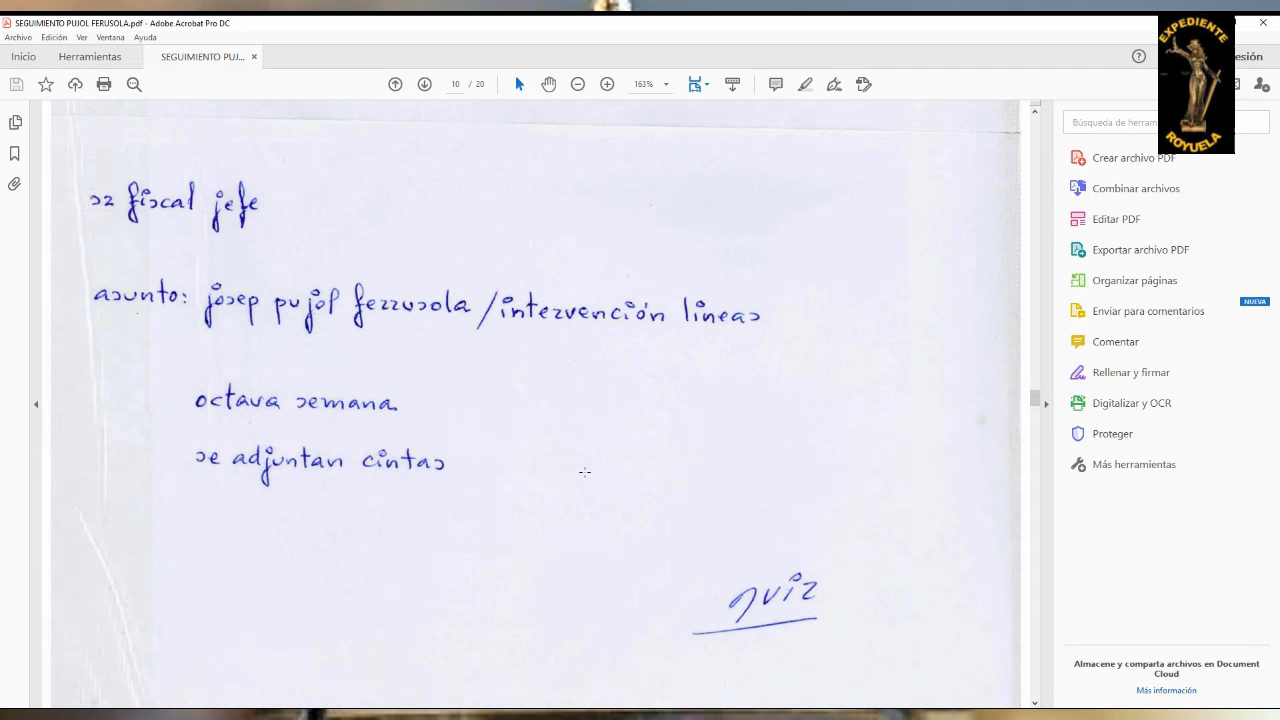 SEGUIMIENTO PUJOL FERUSOLA.pdf - Adobe Acrobat Pro DC
Archivo Edición Ver Ventana Ayuda
Inicio Herramientas SEGUIMIENTO PUJ... ×
10 / 20 163%
EXPEDIENTE
ROYUELA
esión
sr fiscal jefe
asunto: josep pujol ferrusola / intervención lineas
octava semana
se adjuntan cintas
ruiz
Búsqueda de herram
Crear archivo PDF
Combinar archivos
Editar PDF
Exportar archivo PDF
Organizar páginas
NUEVA
Enviar para comentarios
Comentar
Rellenar y firmar
Digitalizar y OCR
Proteger
Más herramientas
Almacene y comparta archivos en Document
Cloud
Más información